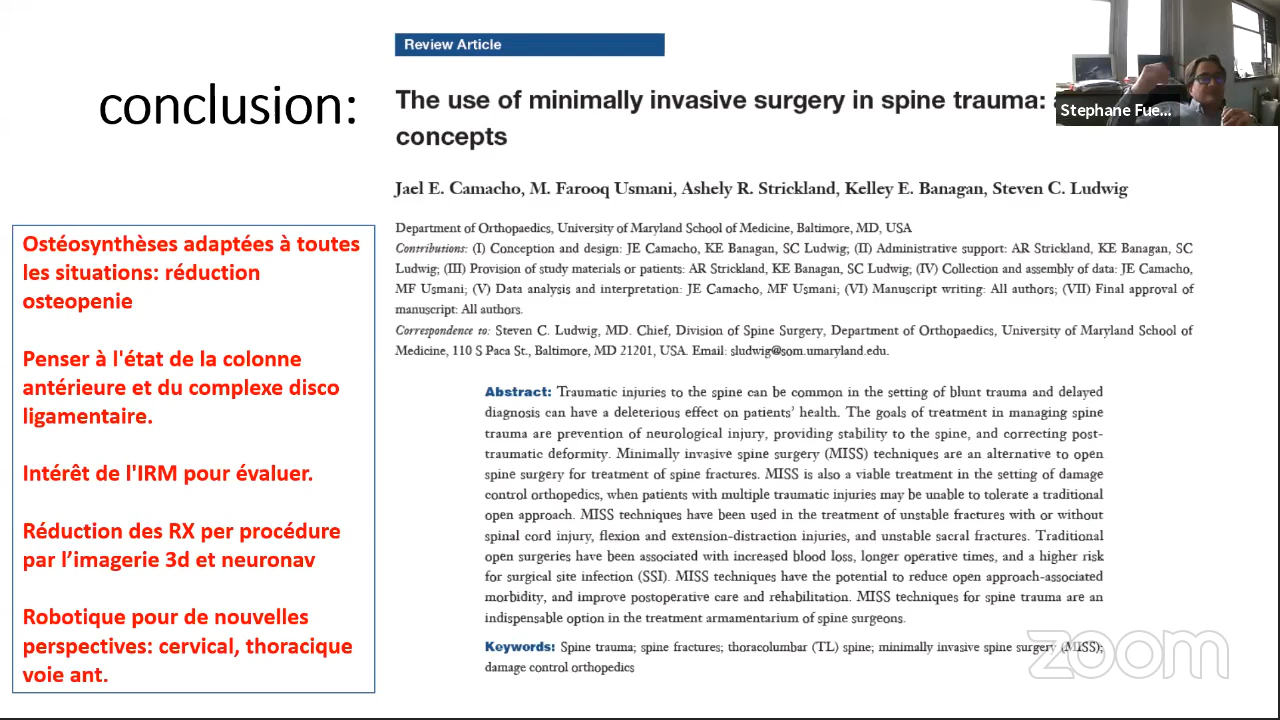 conclusion:
Ostéosynthèses adaptées à toutes
les situations: réduction
osteopenie
Penser à l'état de la colonne
antérieure et du complexe disco
ligamentaire.
Intérêt de l'IRM pour évaluer.
Réduction des RX per procédure
par l’imagerie 3d et neuronav
Robotique pour de nouvelles
perspectives: cervical, thoracique
voie ant.
Review Article
The use of minimally invasive surgery in spine trauma:
concepts
Jael E. Camacho, M. Farooq Usmani, Ashely R. Strickland, Kelley E. Banagan, Steven C. Ludwig
Department of Orthopaedics, University of Maryland School of Medicine, Baltimore, MD, USA
Contributions: (I) Conception and design: JE Camacho, KE Banagan, SC Ludwig; (II) Administrative support: AR Strickland, KE Banagan, SC
Ludwig; (III) Provision of study materials or patients: AR Strickland, KE Banagan, SC Ludwig; (IV) Collection and assembly of data: JE Camacho,
MF Usmani; (V) Data analysis and interpretation: JE Camacho, MF Usmani; (VI) Manuscript writing: All authors; (VII) Final approval of
manuscript: All authors.
Correspondence to: Steven C. Ludwig, MD. Chief, Division of Spine Surgery, Department of Orthopaedics, University of Maryland School of
Medicine, 110 S Paca St., Baltimore, MD 21201, USA. Email: sludwig@som.umaryland.edu.
Abstract: Traumatic injuries to the spine can be common in the setting of blunt trauma and delayed
diagnosis can have a deleterious effect on patients’ health. The goals of treatment in managing spine
trauma are prevention of neurological injury, providing stability to the spine, and correcting post-
traumatic deformity. Minimally invasive spine surgery (MISS) techniques are an alternative to open
spine surgery for treatment of spine fractures. MISS is also a viable treatment in the setting of damage
control orthopedics, when patients with multiple traumatic injuries may be unable to tolerate a traditional
open approach. MISS techniques have been used in the treatment of unstable fractures with or without
spinal cord injury, flexion and extension-distraction injuries, and unstable sacral fractures. Traditional
open surgeries have been associated with increased blood loss, longer operative times, and a higher risk
for surgical site infection (SSI). MISS techniques have the potential to reduce open approach-associated
morbidity, and improve postoperative care and rehabilitation. MISS techniques for spine trauma are an
indispensable option in the treatment armamentarium of spine surgeons.
Keywords: Spine trauma; spine fractures; thoracolumbar (TL) spine; minimally invasive spine surgery (MISS);
damage control orthopedics
Stephane Fue...
zoom